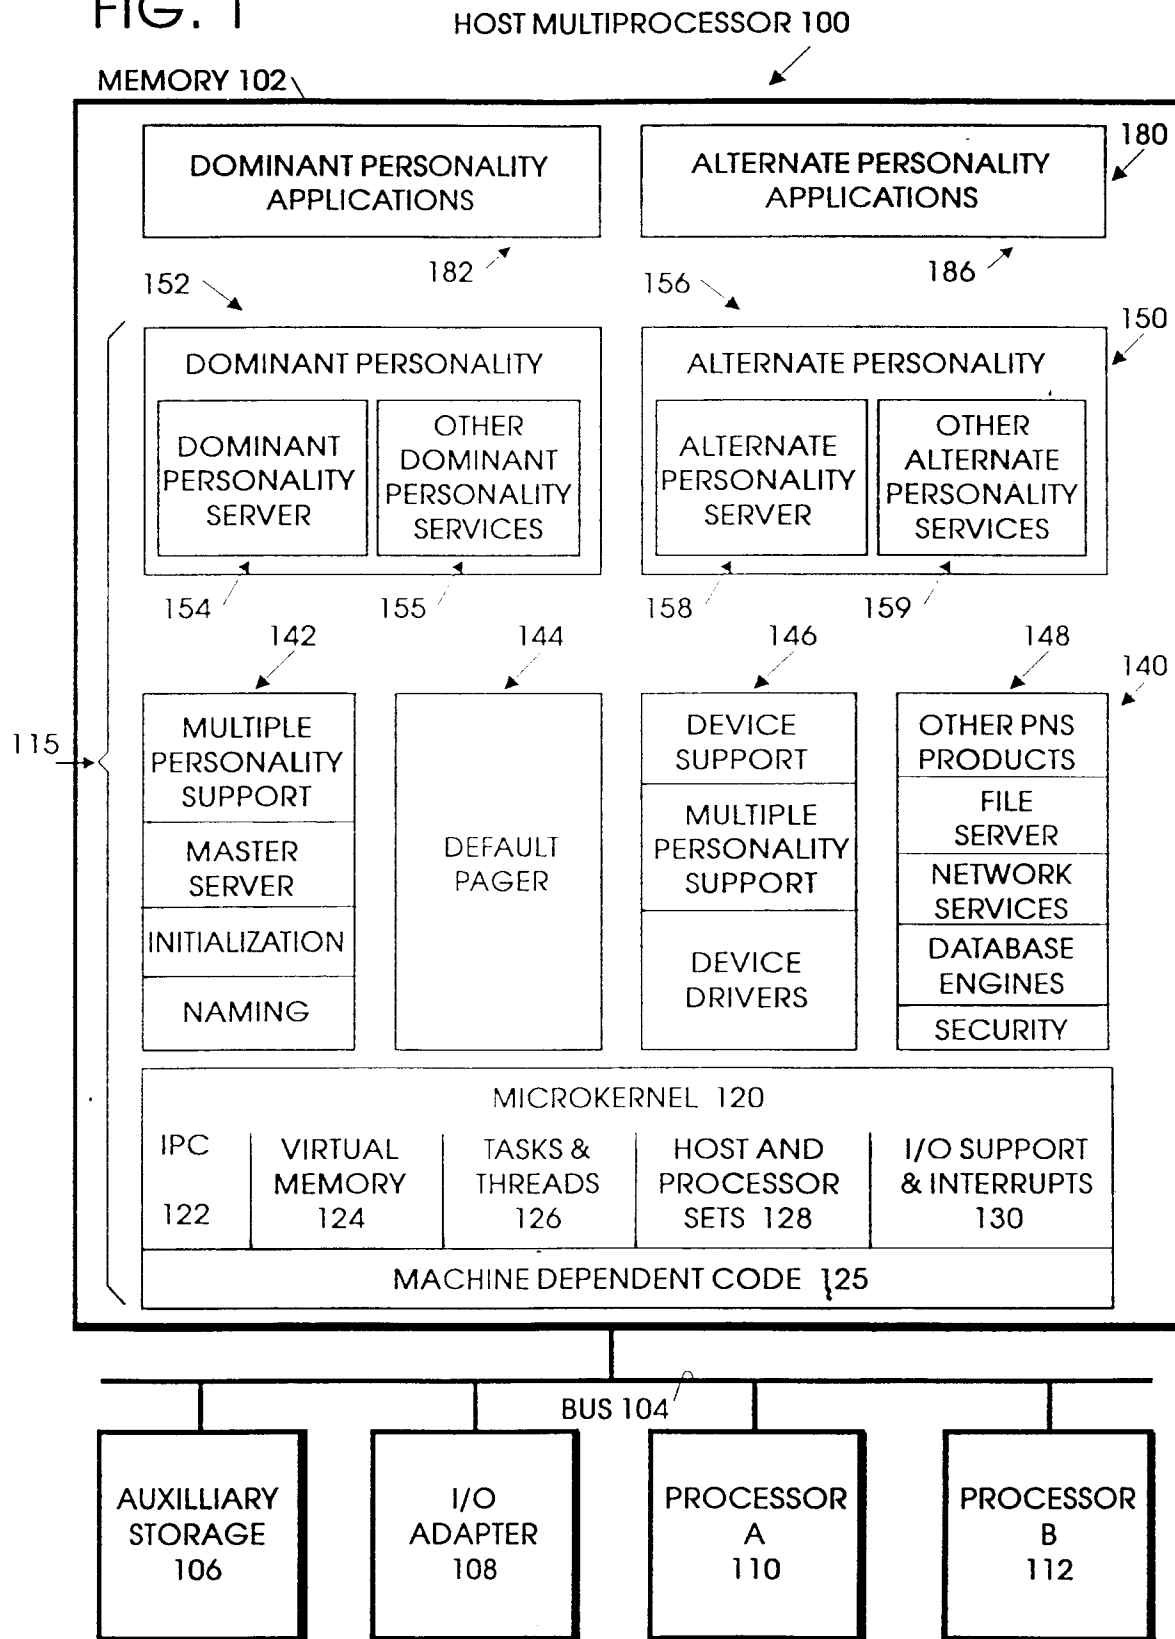 FIG. 1
HOST MULTIPROCESSOR 100
MEMORY 102
DOMINANT PERSONALITY
APPLICATIONS
ALTERNATE PERSONALITY
APPLICATIONS
180
182
186
152
156
150
DOMINANT PERSONALITY
DOMINANT
PERSONALITY
SERVER
OTHER
DOMINANT
PERSONALITY
SERVICES
ALTERNATE PERSONALITY
ALTERNATE
PERSONALITY
SERVER
OTHER
ALTERNATE
PERSONALITY
SERVICES
154
155
158
159
142
144
146
148
140
115
MULTIPLE
PERSONALITY
SUPPORT
MASTER
SERVER
INITIALIZATION
NAMING
DEFAULT
PAGER
DEVICE
SUPPORT
MULTIPLE
PERSONALITY
SUPPORT
DEVICE
DRIVERS
OTHER PNS
PRODUCTS
FILE
SERVER
NETWORK
SERVICES
DATABASE
ENGINES
SECURITY
MICROKERNEL 120
IPC
122
VIRTUAL
MEMORY
124
TASKS &
THREADS
126
HOST AND
PROCESSOR
SETS 128
I/O SUPPORT
& INTERRUPTS
130
MACHINE DEPENDENT CODE 125
BUS 104
AUXILLIARY
STORAGE
106
I/O
ADAPTER
108
PROCESSOR
A
110
PROCESSOR
B
112